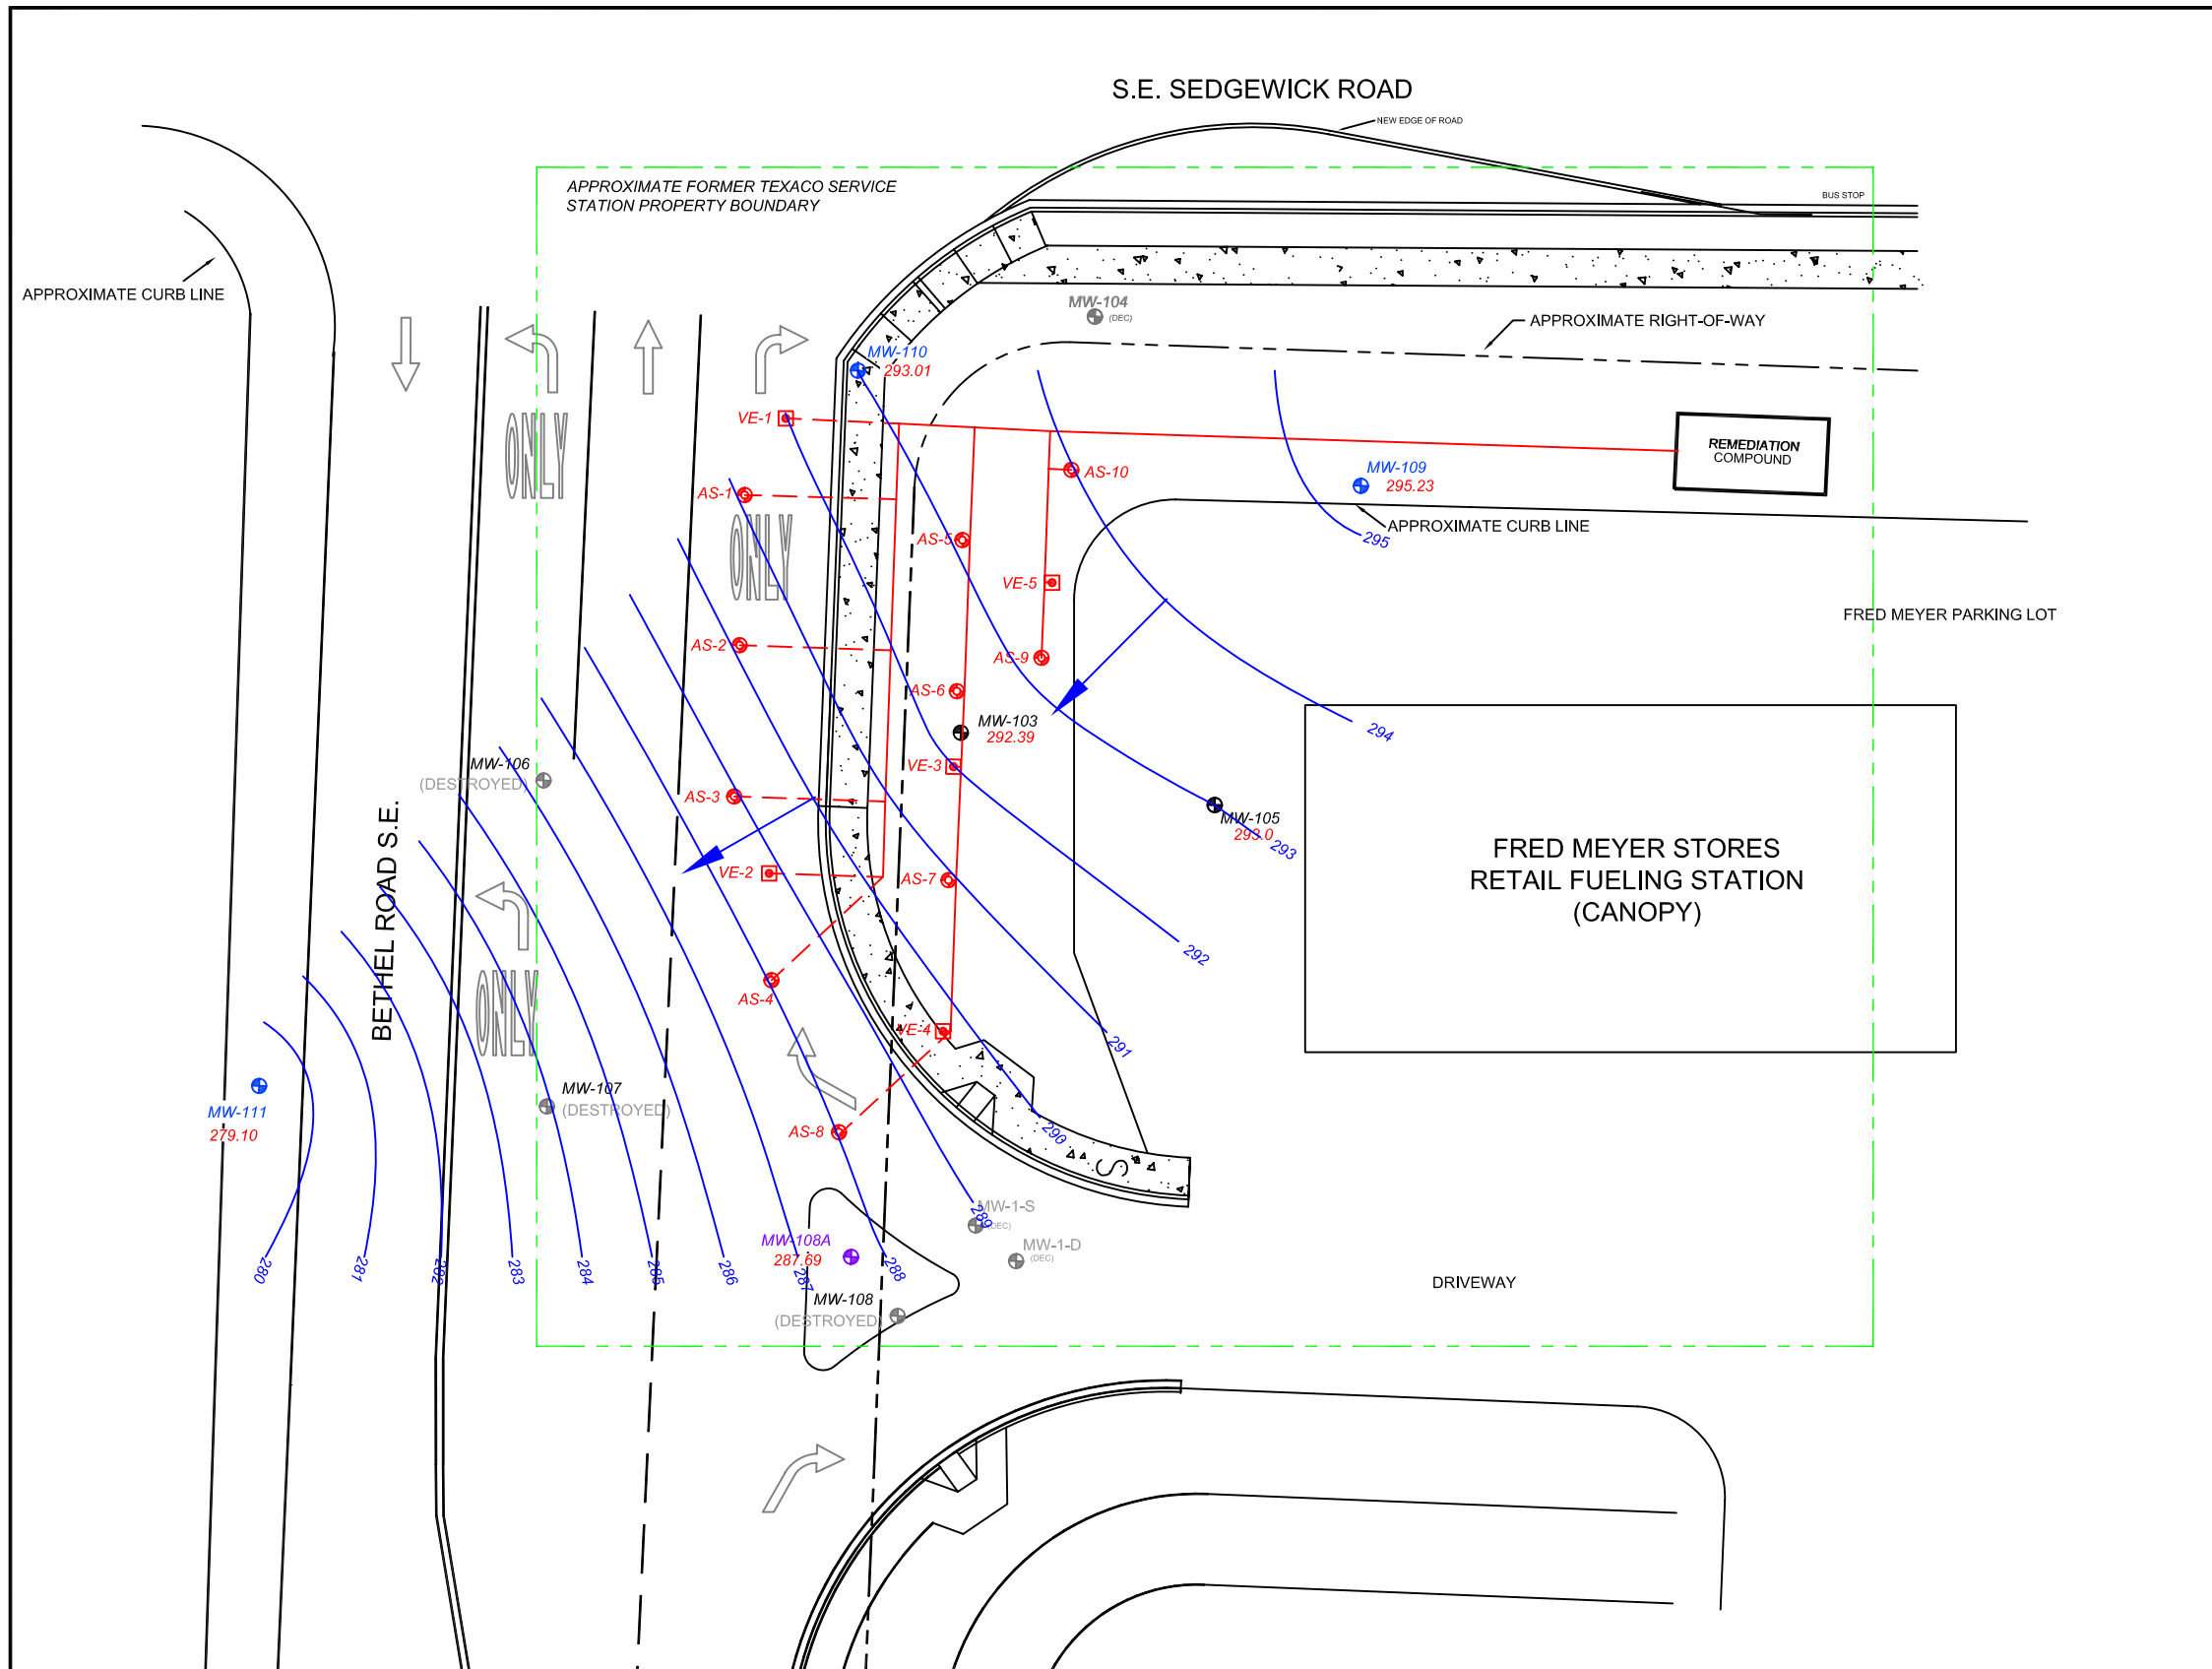 S.E. SEDGEWICK ROAD
NEW EDGE OF ROAD
APPROXIMATE FORMER TEXACO SERVICE
STATION PROPERTY BOUNDARY
BUS STOP
APPROXIMATE CURB LINE
MW-104
(DEC)
APPROXIMATE RIGHT-OF-WAY
MW-110
293.01
VE-1
ONLY
REMEDIATION
COMPOUND
MW-109
295.23
AS-10
AS-1
ONLY
APPROXIMATE CURB LINE
295
AS-5
VE-5
FRED MEYER PARKING LOT
AS-2
AS-9
AS-6
MW-103
292.39
294
MW-106
(DESTROYED)
VE-3
AS-3
MW-105
293.0
293
BETHEL ROAD S.E.
FRED MEYER STORES
RETAIL FUELING STATION
(CANOPY)
VE-2
AS-7
292
AS-4
ONLY
VE-4
291
MW-107
(DESTROYED)
MW-111
279.10
AS-8
290
S
MW-1-S
(DEC)
289
MW-108A
287.69
MW-1-D
(DEC)
280
281
282
283
284
285
286
287
288
DRIVEWAY
MW-108
(DESTROYED)